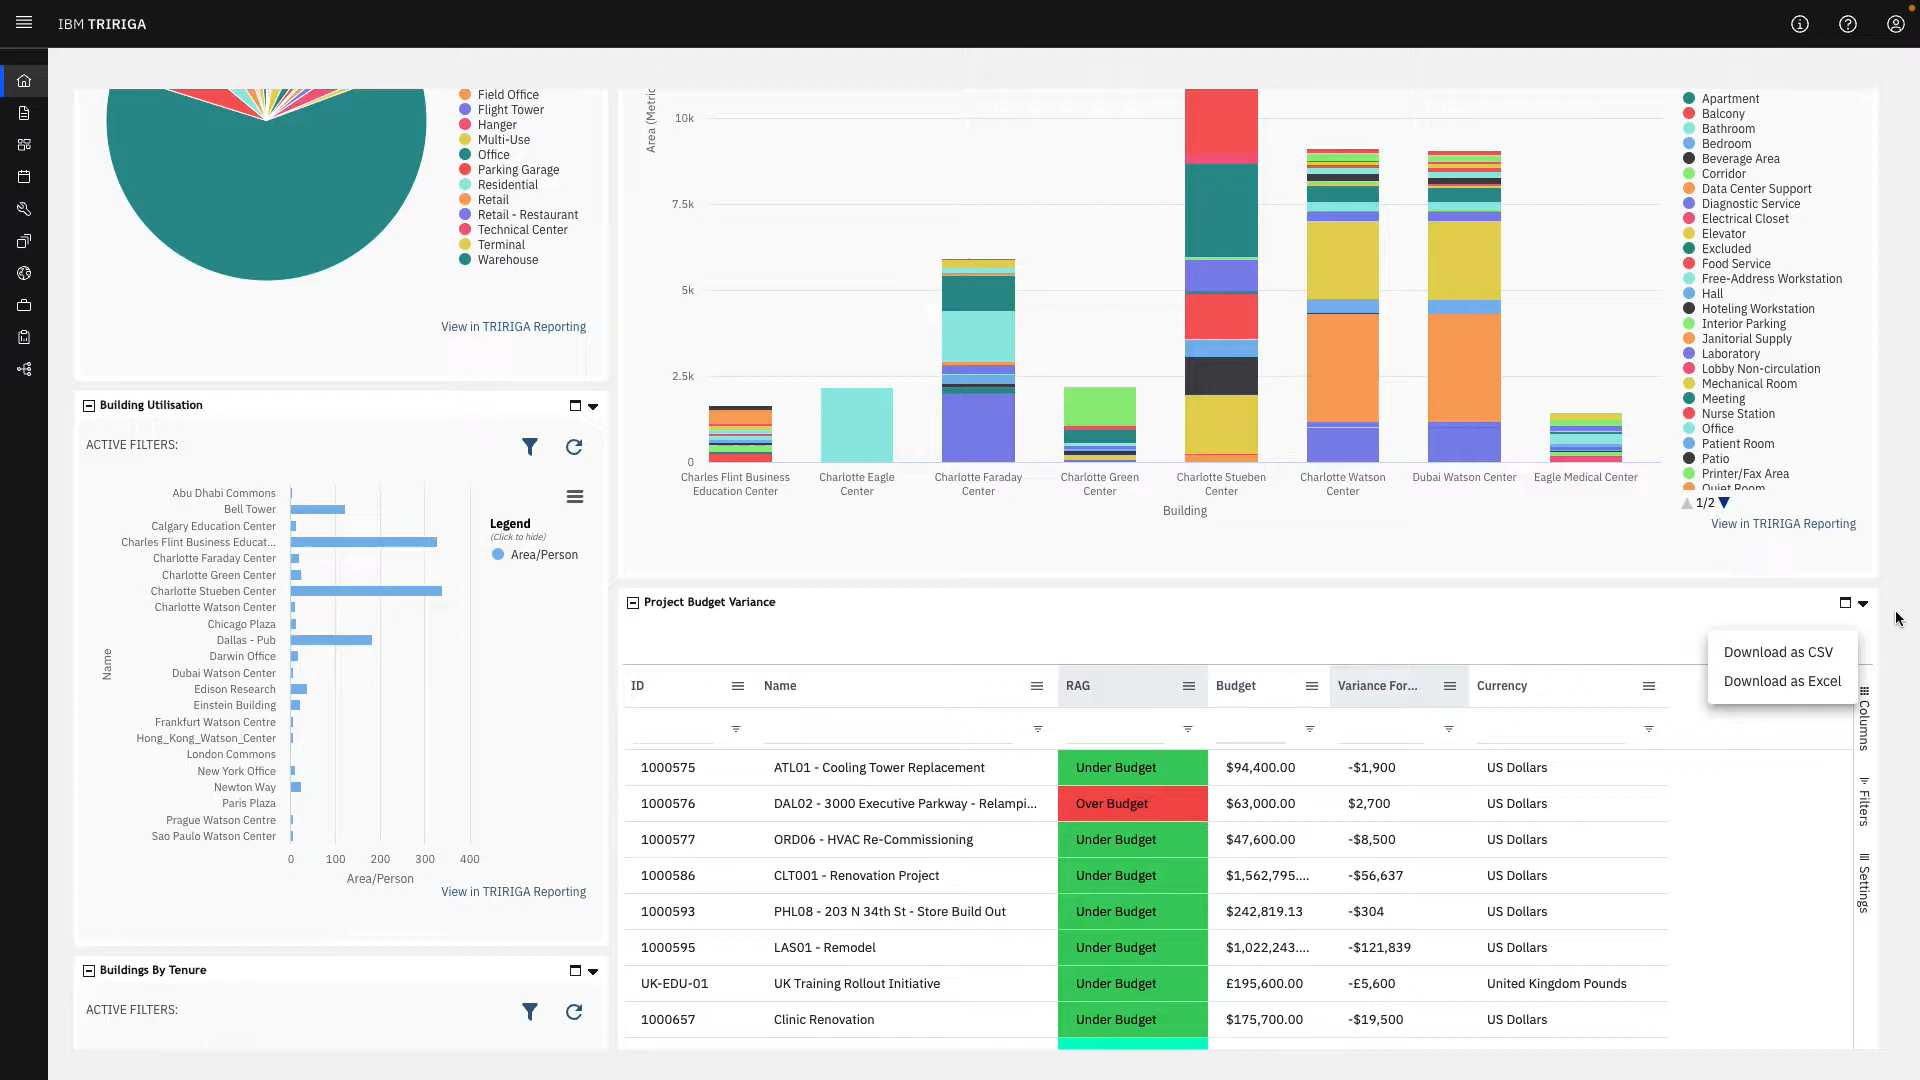 IBM TRIRIGA
Field Office
Flight Tower
Hanger
Multi-Use
Office
Parking Garage
Residential
Retail
Retail - Restaurant
Technical Center
Terminal
Warehouse
View in TRIRIGA Reporting
Area (Metric
10k
7.5k
5k
2.5k
0
Charles Flint Business
Education Center
Charlotte Eagle
Center
Charlotte Faraday
Center
Charlotte Green
Center
Charlotte Stueben
Center
Charlotte Watson
Center
Dubai Watson Center
Eagle Medical Center
Building
Apartment
Balcony
Bathroom
Bedroom
Beverage Area
Corridor
Data Center Support
Diagnostic Service
Electrical Closet
Elevator
Excluded
Food Service
Free-Address Workstation
Hall
Hoteling Workstation
Interior Parking
Janitorial Supply
Laboratory
Lobby Non-circulation
Mechanical Room
Meeting
Nurse Station
Office
Patient Room
Patio
Printer/Fax Area
Quiet Room
1/2
View in TRIRIGA Reporting
Building Utilisation
ACTIVE FILTERS:
Abu Dhabi Commons
Bell Tower
Calgary Education Center
Charles Flint Business Educat...
Charlotte Faraday Center
Charlotte Green Center
Charlotte Stueben Center
Charlotte Watson Center
Chicago Plaza
Dallas - Pub
Darwin Office
Dubai Watson Center
Edison Research
Einstein Building
Frankfurt Watson Centre
Hong_Kong_Watson_Center
London Commons
New York Office
Newton Way
Paris Plaza
Prague Watson Centre
Sao Paulo Watson Center
Name
0 100 200 300 400
Area/Person
Legend
(Click to hide)
Area/Person
View in TRIRIGA Reporting
Buildings By Tenure
ACTIVE FILTERS:
Project Budget Variance
Download as CSV
Download as Excel
ID Name RAG Budget Variance For... Currency
1000575 ATL01 - Cooling Tower Replacement Under Budget $94,400.00 -$1,900 US Dollars
1000576 DAL02 - 3000 Executive Parkway - Relampi... Over Budget $63,000.00 $2,700 US Dollars
1000577 ORD06 - HVAC Re-Commissioning Under Budget $47,600.00 -$8,500 US Dollars
1000586 CLT001 - Renovation Project Under Budget $1,562,795.... -$56,637 US Dollars
1000593 PHL08 - 203 N 34th St - Store Build Out Under Budget $242,819.13 -$304 US Dollars
1000595 LAS01 - Remodel Under Budget $1,022,243.... -$121,839 US Dollars
UK-EDU-01 UK Training Rollout Initiative Under Budget £195,600.00 -£5,600 United Kingdom Pounds
1000657 Clinic Renovation Under Budget $175,700.00 -$19,500 US Dollars
Columns
Filters
Settings